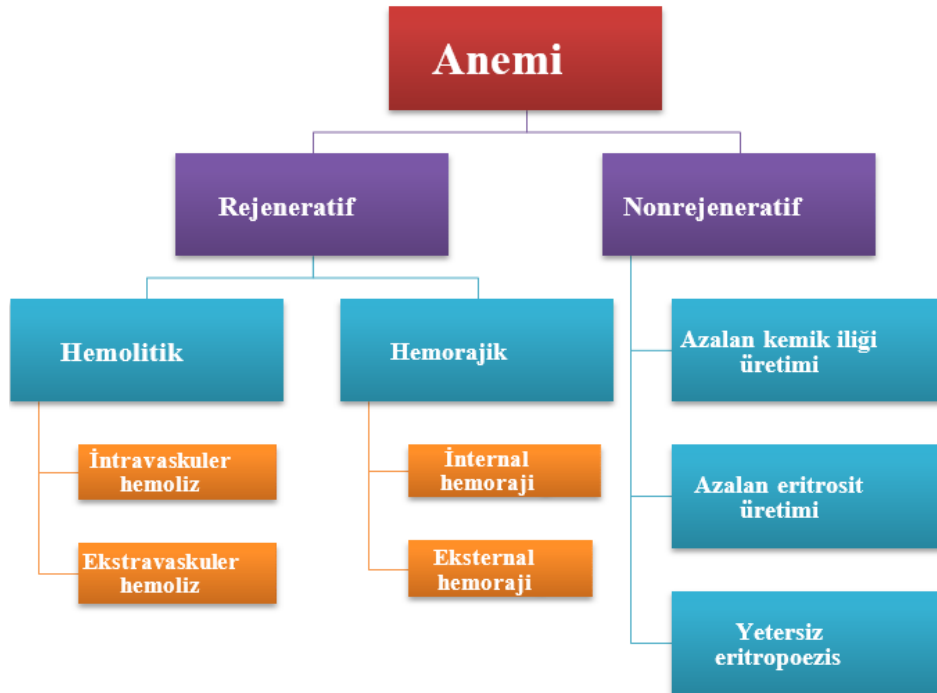 Anemi
Rejeneratif
Nonrejeneratif
Hemolitik
Hemorajik
Azalan kemik iliği
üretimi
İntravaskuler
hemoliz
İnternal
hemoraji
Azalan eritrosit
üretimi
Ekstravaskuler
hemoliz
Eksternal
hemoraji
Yetersiz
eritropoezis